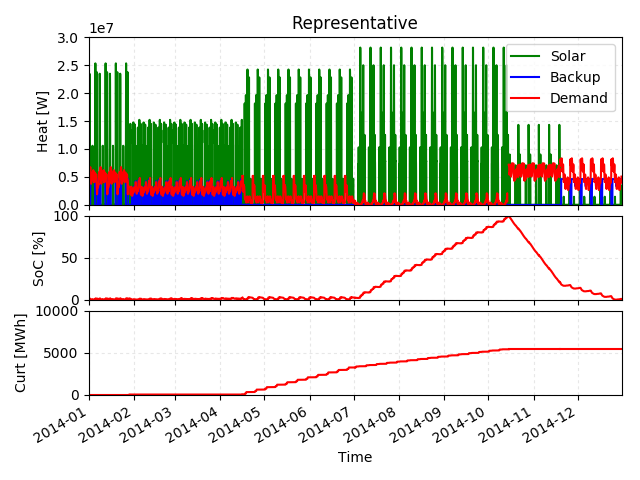 Representative
1e7
Heat [W]
3.0
2.5
2.0
1.5
1.0
0.5
0.0
Solar
Backup
Demand
SoC [%]
100
50
0
Curt [MWh]
10000
5000
0
2014-01
2014-02
2014-03
2014-04
2014-05
2014-06
2014-07
2014-08
2014-09
2014-10
2014-11
2014-12
Time